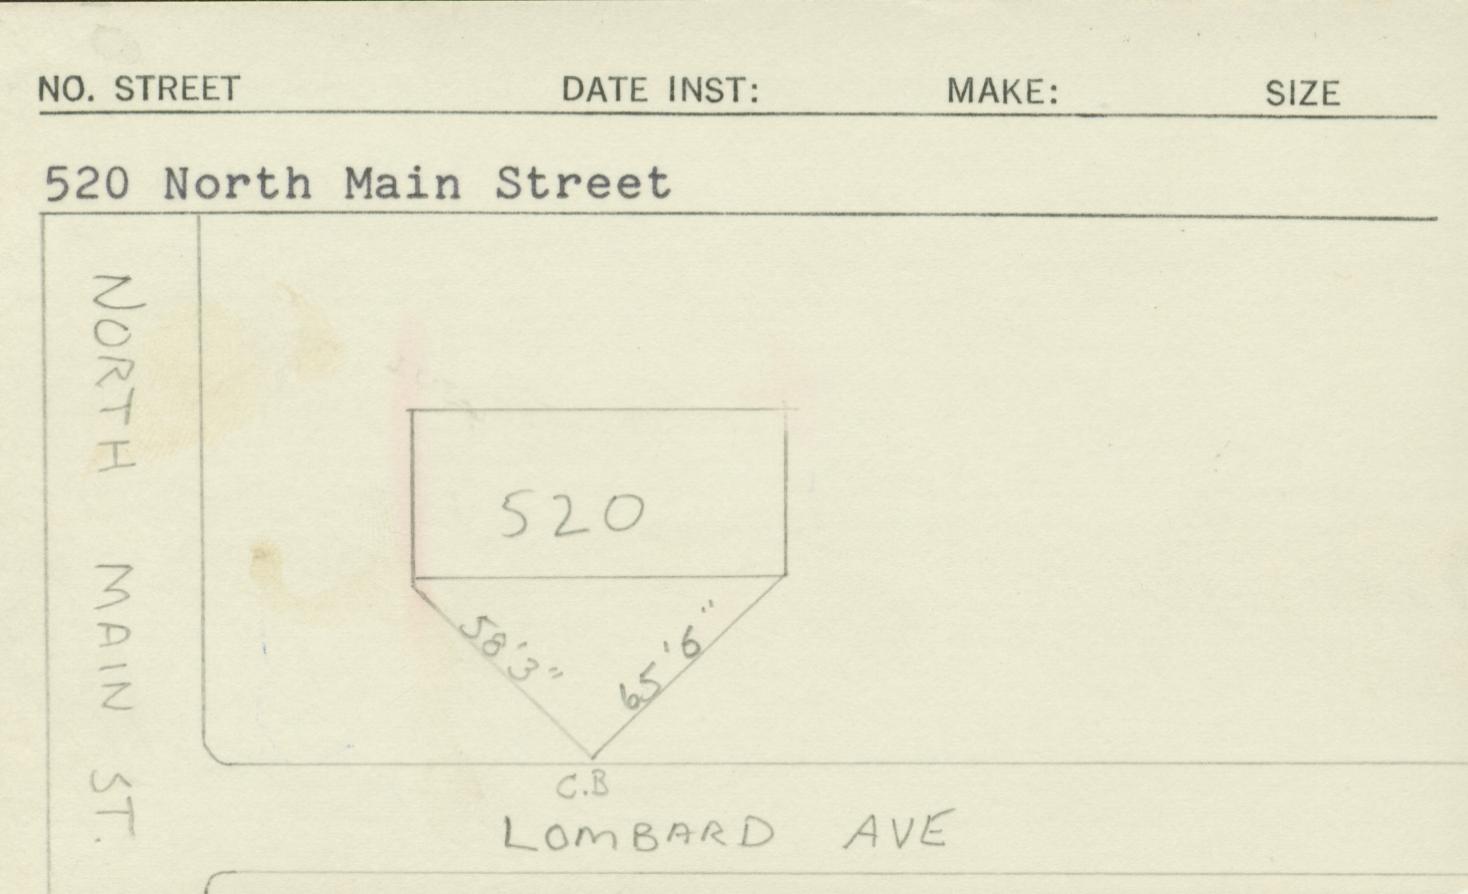 NO. STREET DATE INST: MAKE: SIZE
520 North Main Street
NORTH MAIN ST.
520
58'3"
65'6"
C.B
LOMBARD AVE